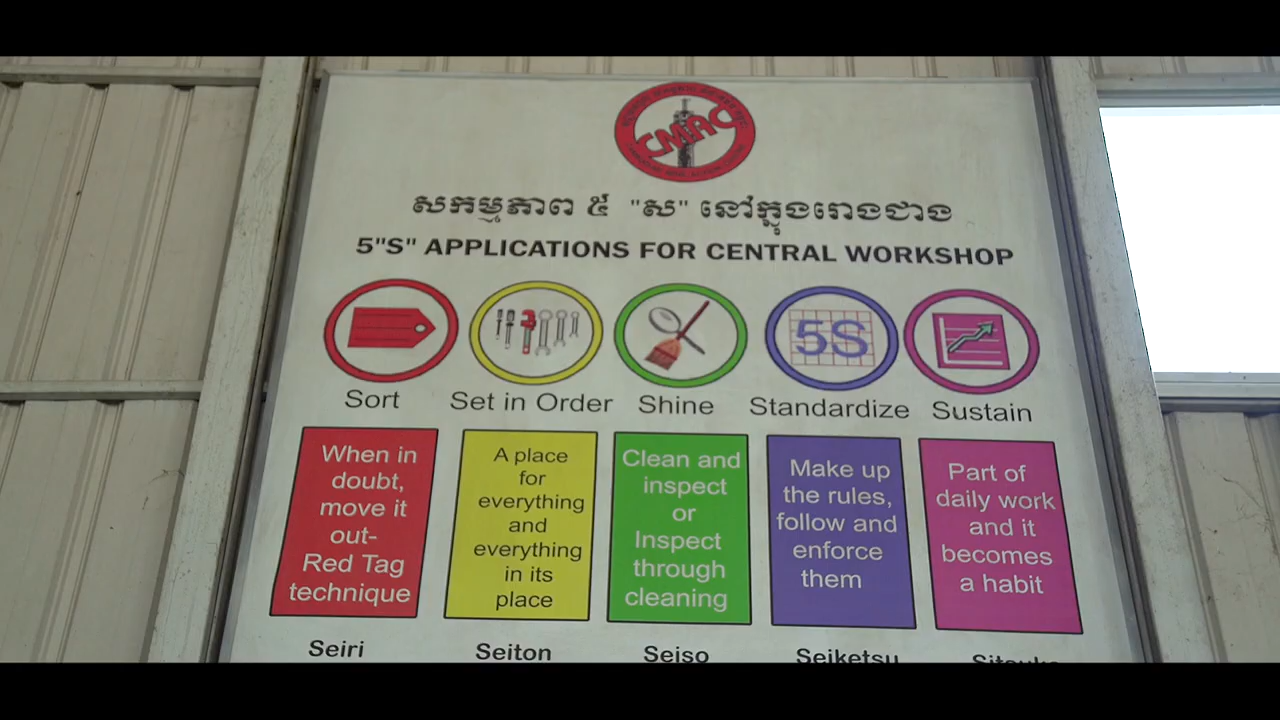 CMAC
សកម្មភាព ៥ "ស" នៅក្នុងរោងជាង
5"S" APPLICATIONS FOR CENTRAL WORKSHOP
5S
Sort
Set in Order
Shine
Standardize
Sustain
When in
doubt,
move it
out-
Red Tag
technique
A place
for
everything
and
everything
in its
place
Clean and
inspect
or
Inspect
through
cleaning
Make up
the rules,
follow and
enforce
them
Part of
daily work
and it
becomes
a habit
Seiri
Seiton
Seiso
Seiketsu